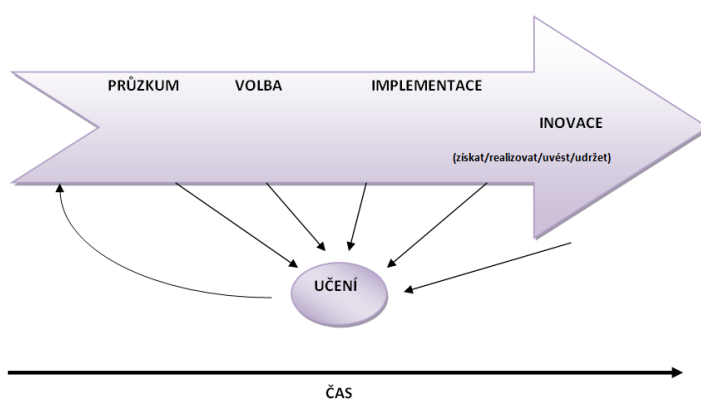 PRŮZKUM VOLBA IMPLEMENTACE
INOVACE
(získat/realizovat/uvést/udržet)
UČENÍ
ČAS